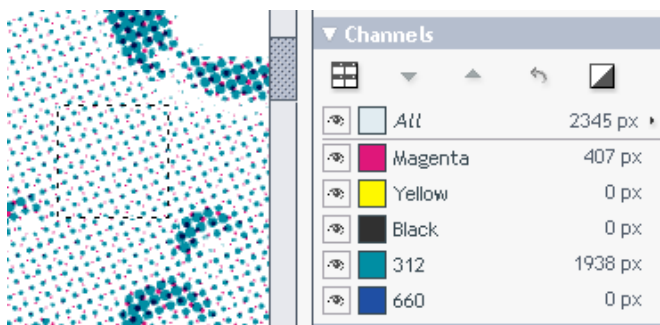 Channels
All 2345 px
Magenta 407 px
Yellow 0 px
Black 0 px
312 1938 px
660 0 px